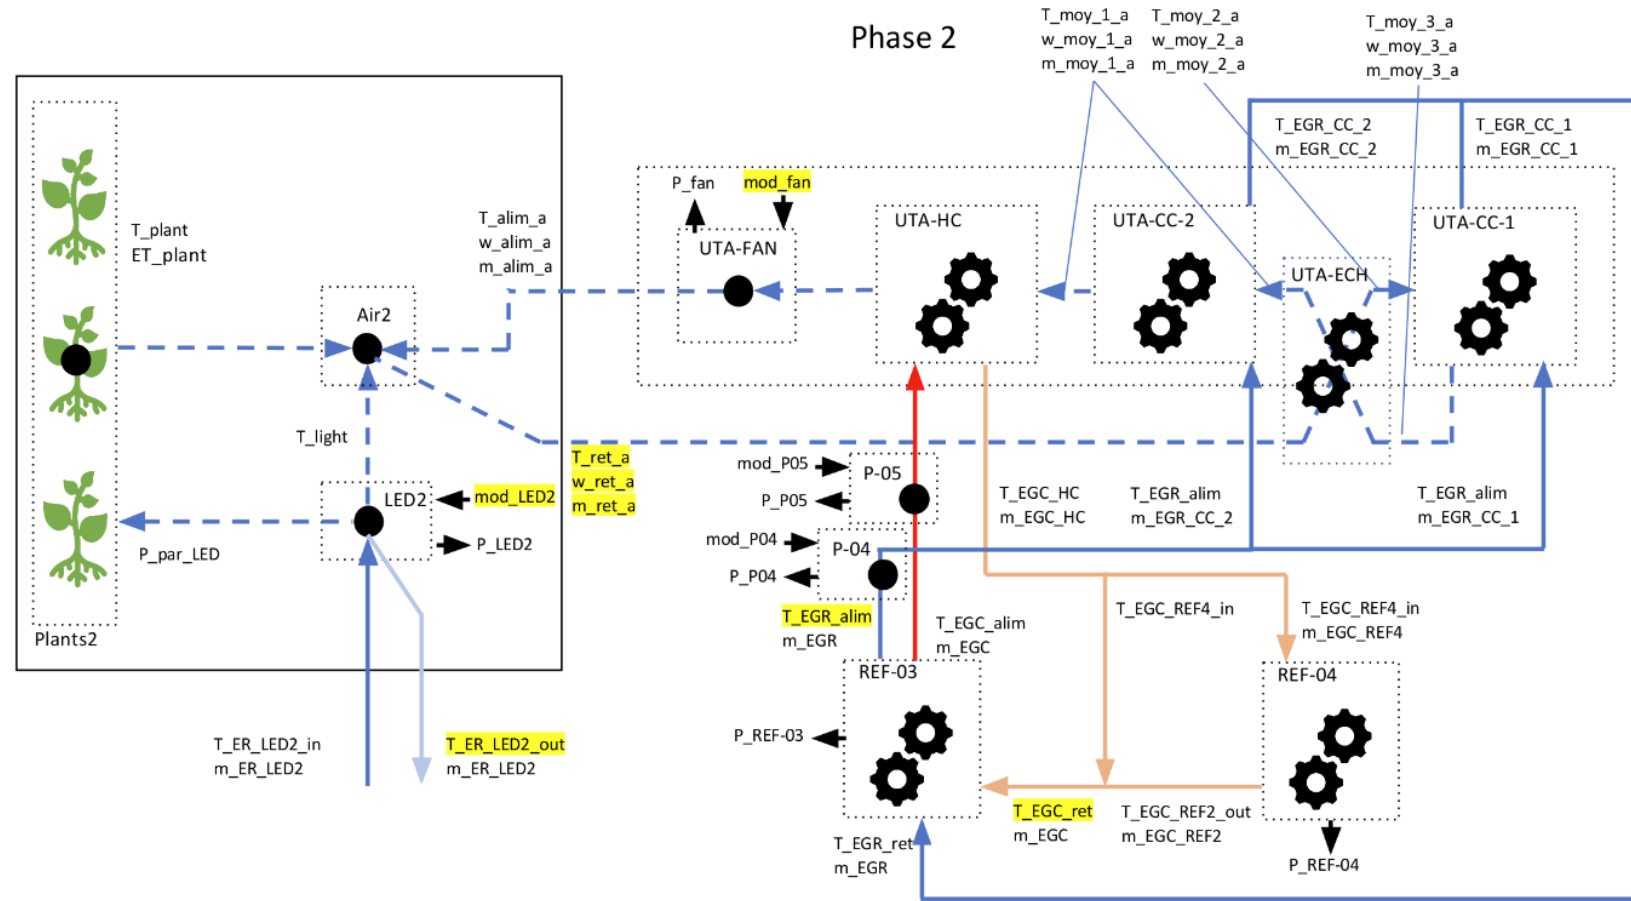 Phase 2
T_moy_1_a
w_moy_1_a
m_moy_1_a
T_moy_2_a
w_moy_2_a
m_moy_2_a
T_moy_3_a
w_moy_3_a
m_moy_3_a
T_EGR_CC_2
m_EGR_CC_2
T_EGR_CC_1
m_EGR_CC_1
P_fan
mod_fan
UTA-FAN
UTA-HC
UTA-CC-2
UTA-ECH
UTA-CC-1
T_plant
ET_plant
T_alim_a
w_alim_a
m_alim_a
Air2
T_light
T_ret_a
w_ret_a
m_ret_a
LED2
mod_LED2
P_LED2
P_par_LED
Plants2
mod_P05
P-05
P_P05
mod_P04
P-04
P_P04
T_EGC_HC
m_EGC_HC
T_EGR_alim
m_EGR_CC_2
T_EGR_alim
m_EGR_CC_1
T_EGR_alim
m_EGR
T_EGC_alim
m_EGC
T_EGC_REF4_in
T_EGC_REF4_in
m_EGC_REF4
REF-03
REF-04
P_REF-03
T_ER_LED2_in
m_ER_LED2
T_ER_LED2_out
m_ER_LED2
T_EGC_ret
m_EGC
T_EGC_REF2_out
m_EGC_REF2
T_EGR_ret
m_EGR
P_REF-04